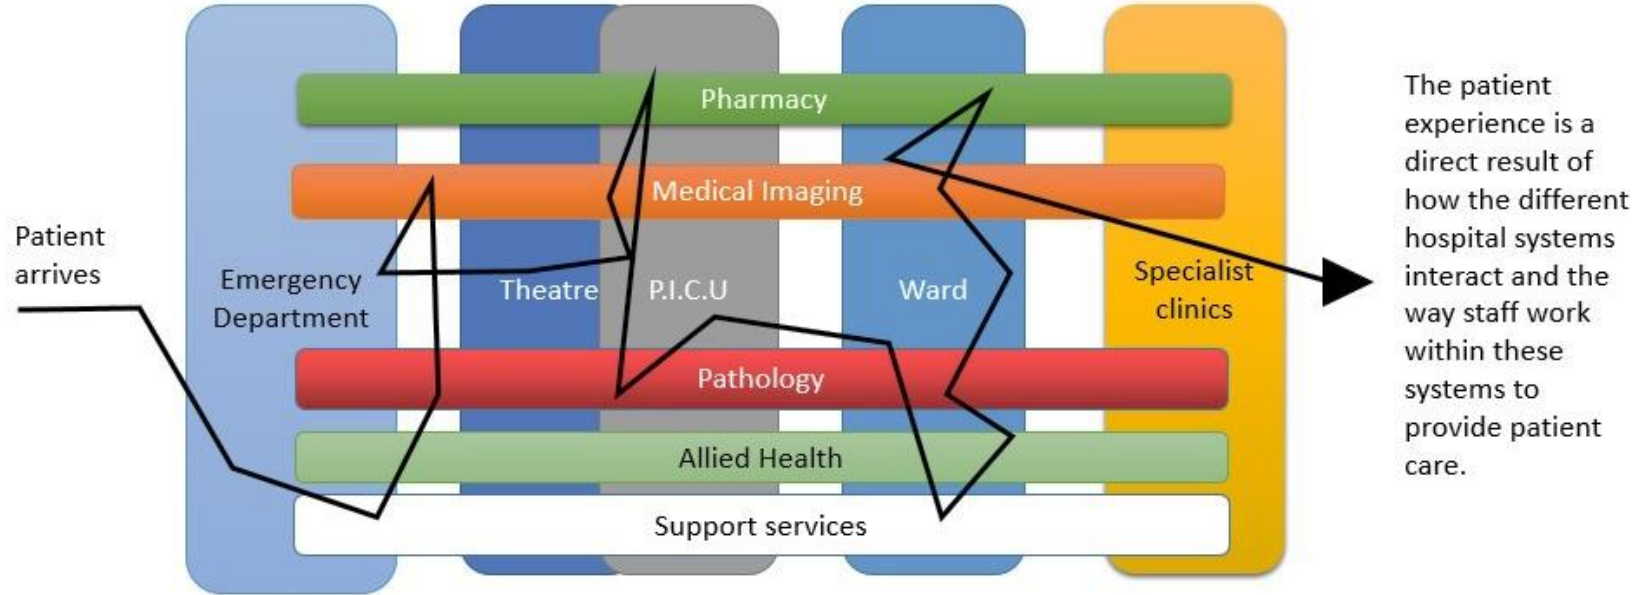 Patient
arrives
Emergency
Department
Theatre
P.I.C.U
Ward
Specialist
clinics
Pharmacy
Medical Imaging
Pathology
Allied Health
Support services
The patient
experience is a
direct result of
how the different
hospital systems
interact and the
way staff work
within these
systems to
provide patient
care.